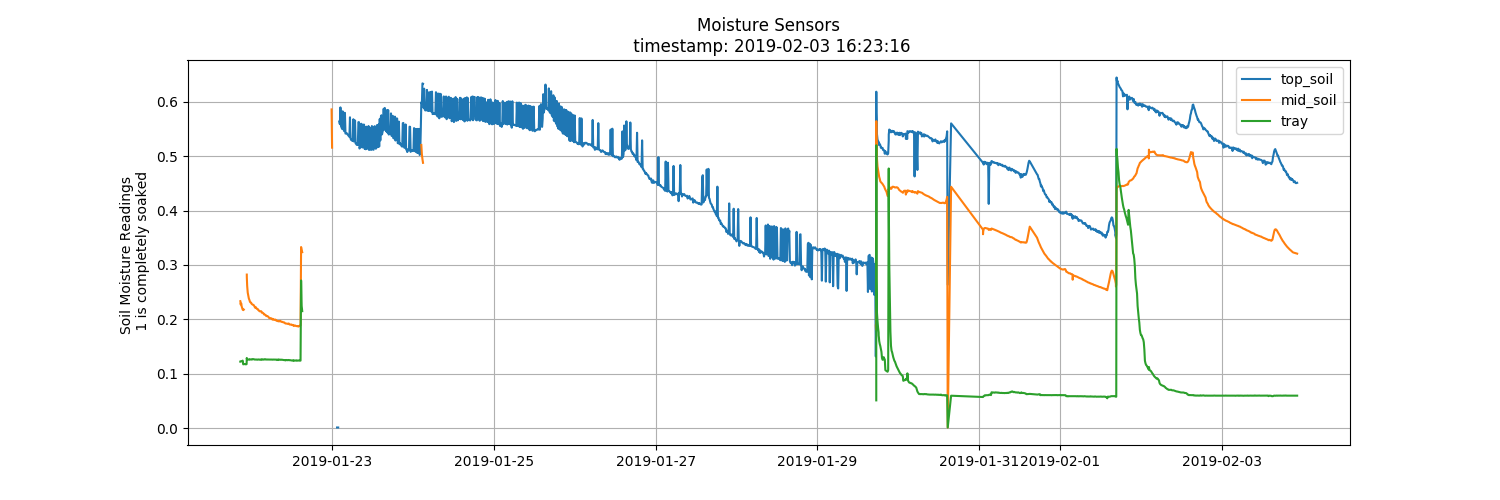 Moisture Sensors
timestamp: 2019-02-03 16:23:16
Soil Moisture Readings
1 is completely soaked
0.6
0.5
0.4
0.3
0.2
0.1
0.0
top_soil
mid_soil
tray
2019-01-23 2019-01-25 2019-01-27 2019-01-29 2019-01-31 2019-02-01 2019-02-03